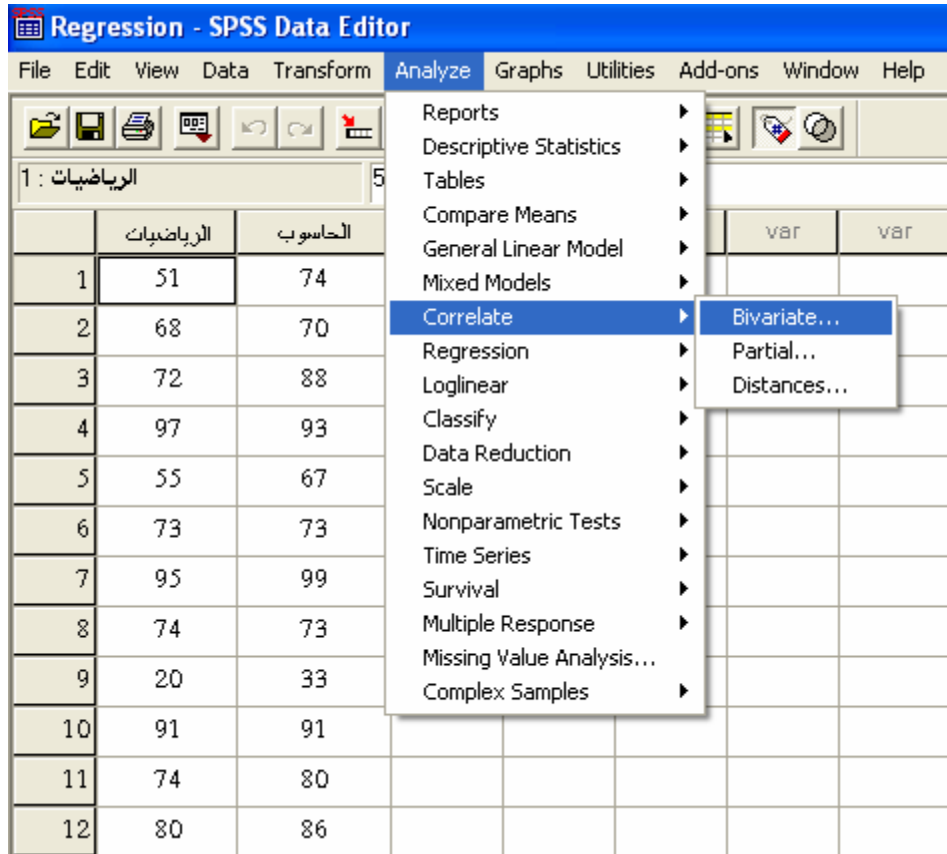 SPSS Regression - SPSS Data Editor
File Edit View Data Transform Analyze Graphs Utilities Add-ons Window Help
1 : الرياضيات 5
الرياضيات الحاسوب var var
1 51 74
2 68 70
3 72 88
4 97 93
5 55 67
6 73 73
7 95 99
8 74 73
9 20 33
10 91 91
11 74 80
12 80 86
Reports
Descriptive Statistics
Tables
Compare Means
General Linear Model
Mixed Models
Correlate
Regression
Loglinear
Classify
Data Reduction
Scale
Nonparametric Tests
Time Series
Survival
Multiple Response
Missing Value Analysis...
Complex Samples
Bivariate...
Partial...
Distances...